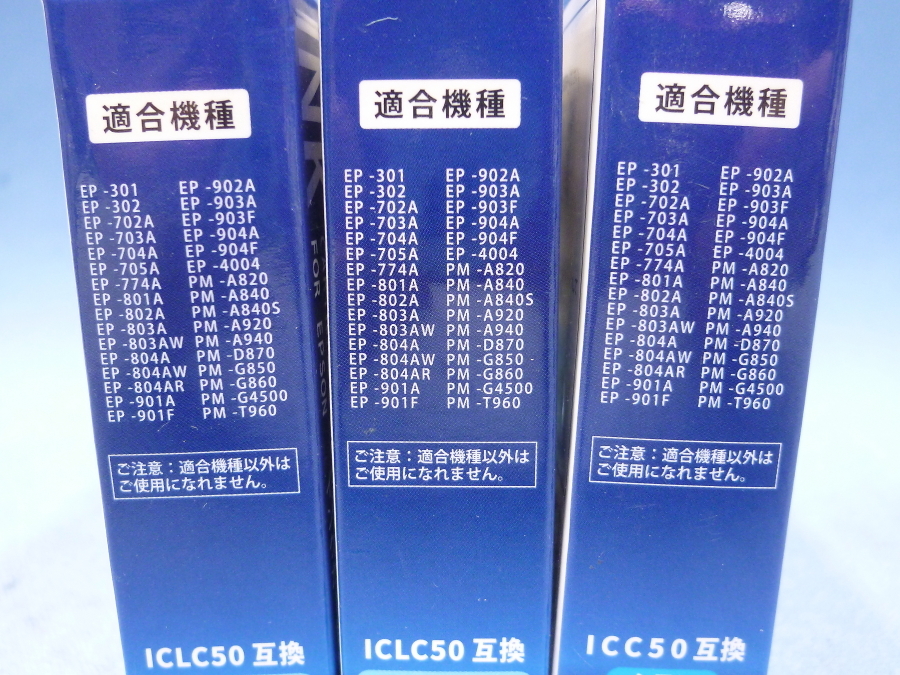 適合機種
EP -301 EP -902A
EP -302 EP -903A
EP -702A EP -903F
EP -703A EP -904A
EP -704A EP -904F
EP -705A EP -4004
EP -774A PM -A820
EP -801A PM -A840
EP -802A PM -A840S
EP -803A PM -A920
EP -803AW PM -A940
EP -804A PM -D870
EP -804AW PM -G850
EP -804AR PM -G860
EP -901A PM -G4500
EP -901F PM -T960
ご注意：適合機種以外は
ご使用になれません。
ICLC50 互換
FOR EPSON
適合機種
EP -301 EP -902A
EP -302 EP -903A
EP -702A EP -903F
EP -703A EP -904A
EP -704A EP -904F
EP -705A EP -4004
EP -774A PM -A820
EP -801A PM -A840
EP -802A PM -A840S
EP -803A PM -A920
EP -803AW PM -A940
EP -804A PM -D870
EP -804AW PM -G850
EP -804AR PM -G860
EP -901A PM -G4500
EP -901F PM -T960
ご注意：適合機種以外は
ご使用になれません。
ICLC50 互換
適合機種
EP -301 EP -902A
EP -302 EP -903A
EP -702A EP -903F
EP -703A EP -904A
EP -704A EP -904F
EP -705A EP -4004
EP -774A PM -A820
EP -801A PM -A840
EP -802A PM -A840S
EP -803A PM -A920
EP -803AW PM -A940
EP -804A PM -D870
EP -804AW PM -G850
EP -804AR PM -G860
EP -901A PM -G4500
EP -901F PM -T960
ご注意：適合機種以外は
ご使用になれません。
ICC50 互換